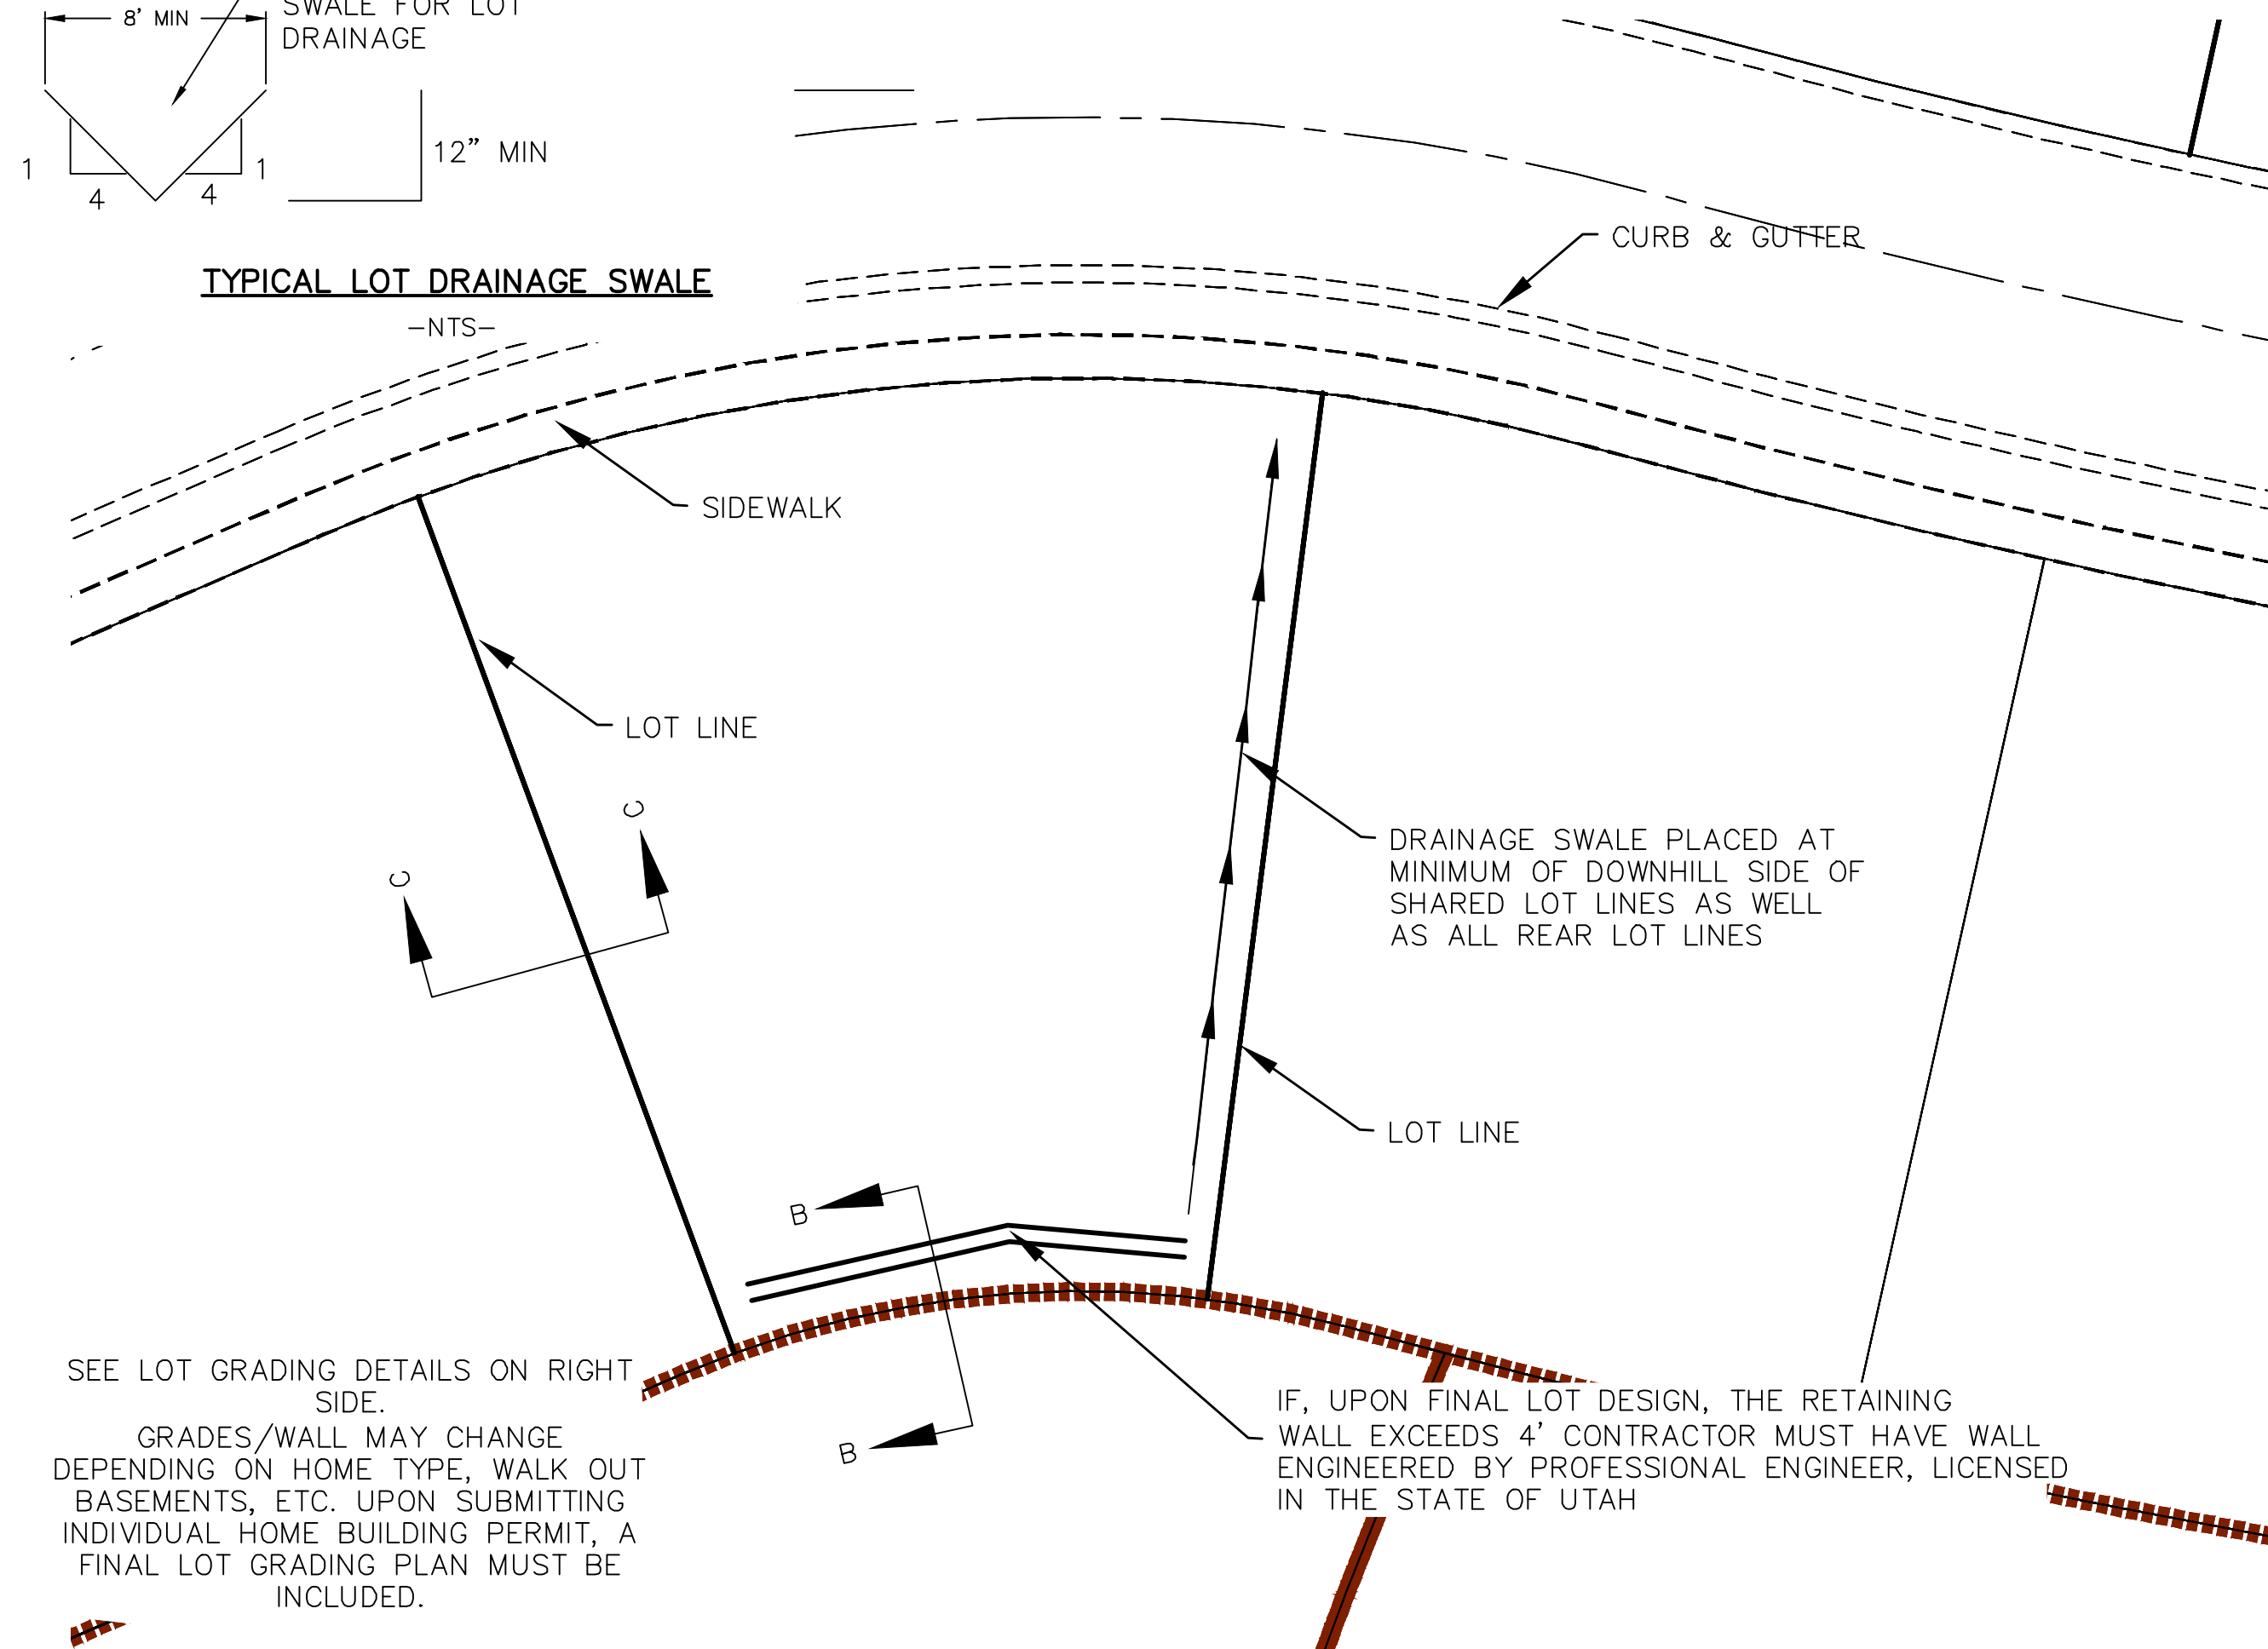 8' MIN
SWALE FOR LOT
DRAINAGE
12” MIN
1
1
4
4
TYPICAL LOT DRAINAGE SWALE
-NTS-
CURB & GUTTER
SIDEWALK
LOT LINE
C
C
DRAINAGE SWALE PLACED AT
MINIMUM OF DOWNHILL SIDE OF
SHARED LOT LINES AS WELL
AS ALL REAR LOT LINES
LOT LINE
B
B
SEE LOT GRADING DETAILS ON RIGHT
SIDE.
GRADES/WALL MAY CHANGE
DEPENDING ON HOME TYPE, WALK OUT
BASEMENTS, ETC. UPON SUBMITTING
INDIVIDUAL HOME BUILDING PERMIT, A
FINAL LOT GRADING PLAN MUST BE
INCLUDED.
IF, UPON FINAL LOT DESIGN, THE RETAINING
WALL EXCEEDS 4' CONTRACTOR MUST HAVE WALL
ENGINEERED BY PROFESSIONAL ENGINEER, LICENSED
IN THE STATE OF UTAH